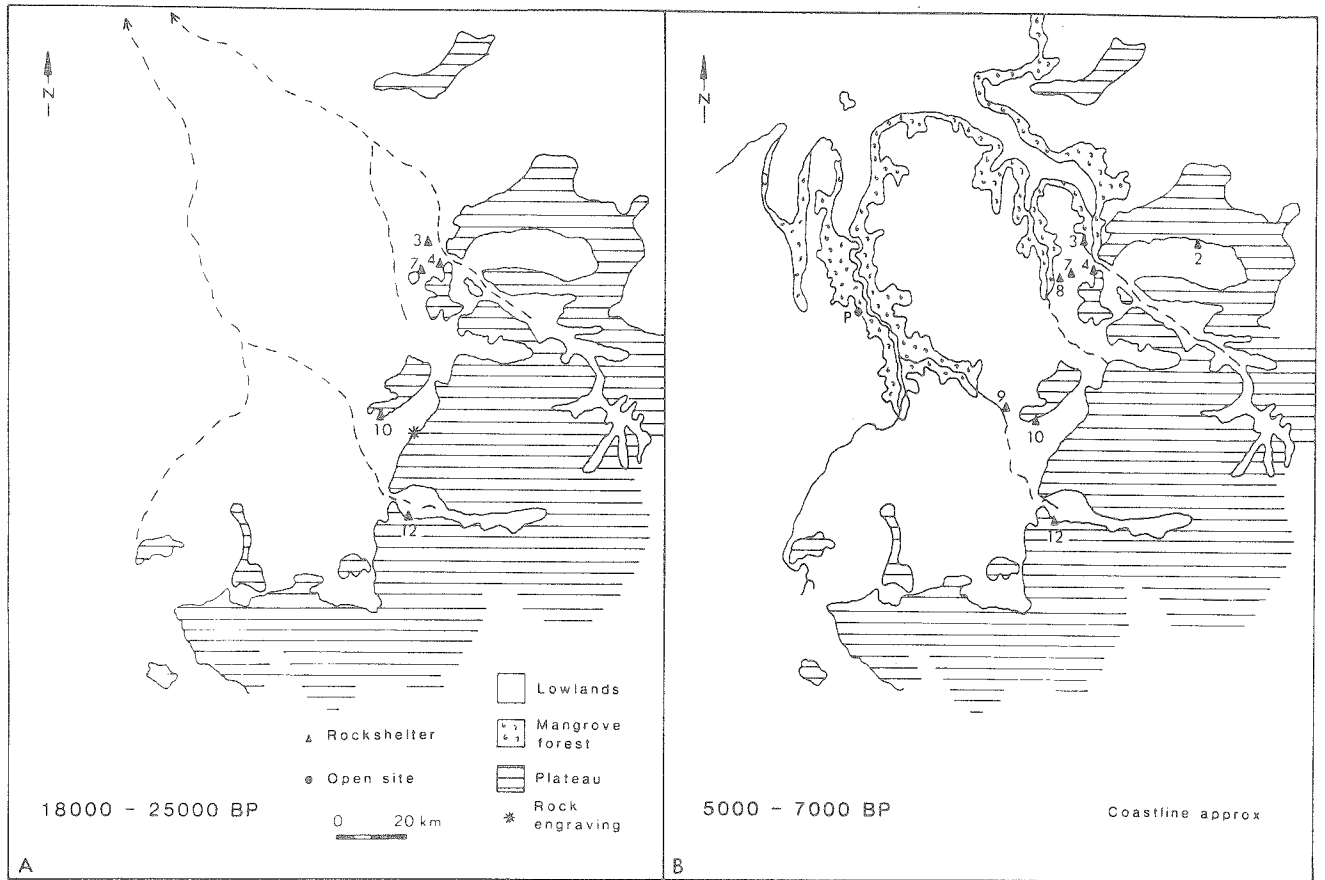 N
3
7
4
10
12
Lowlands
Mangrove
forest
Rockshelter
Open site
Plateau
Rock
engraving
18000 - 25000 BP
0 20 km
A
N
3
2
7
4
8
P
9
10
12
5000 - 7000 BP
Coastline approx
B